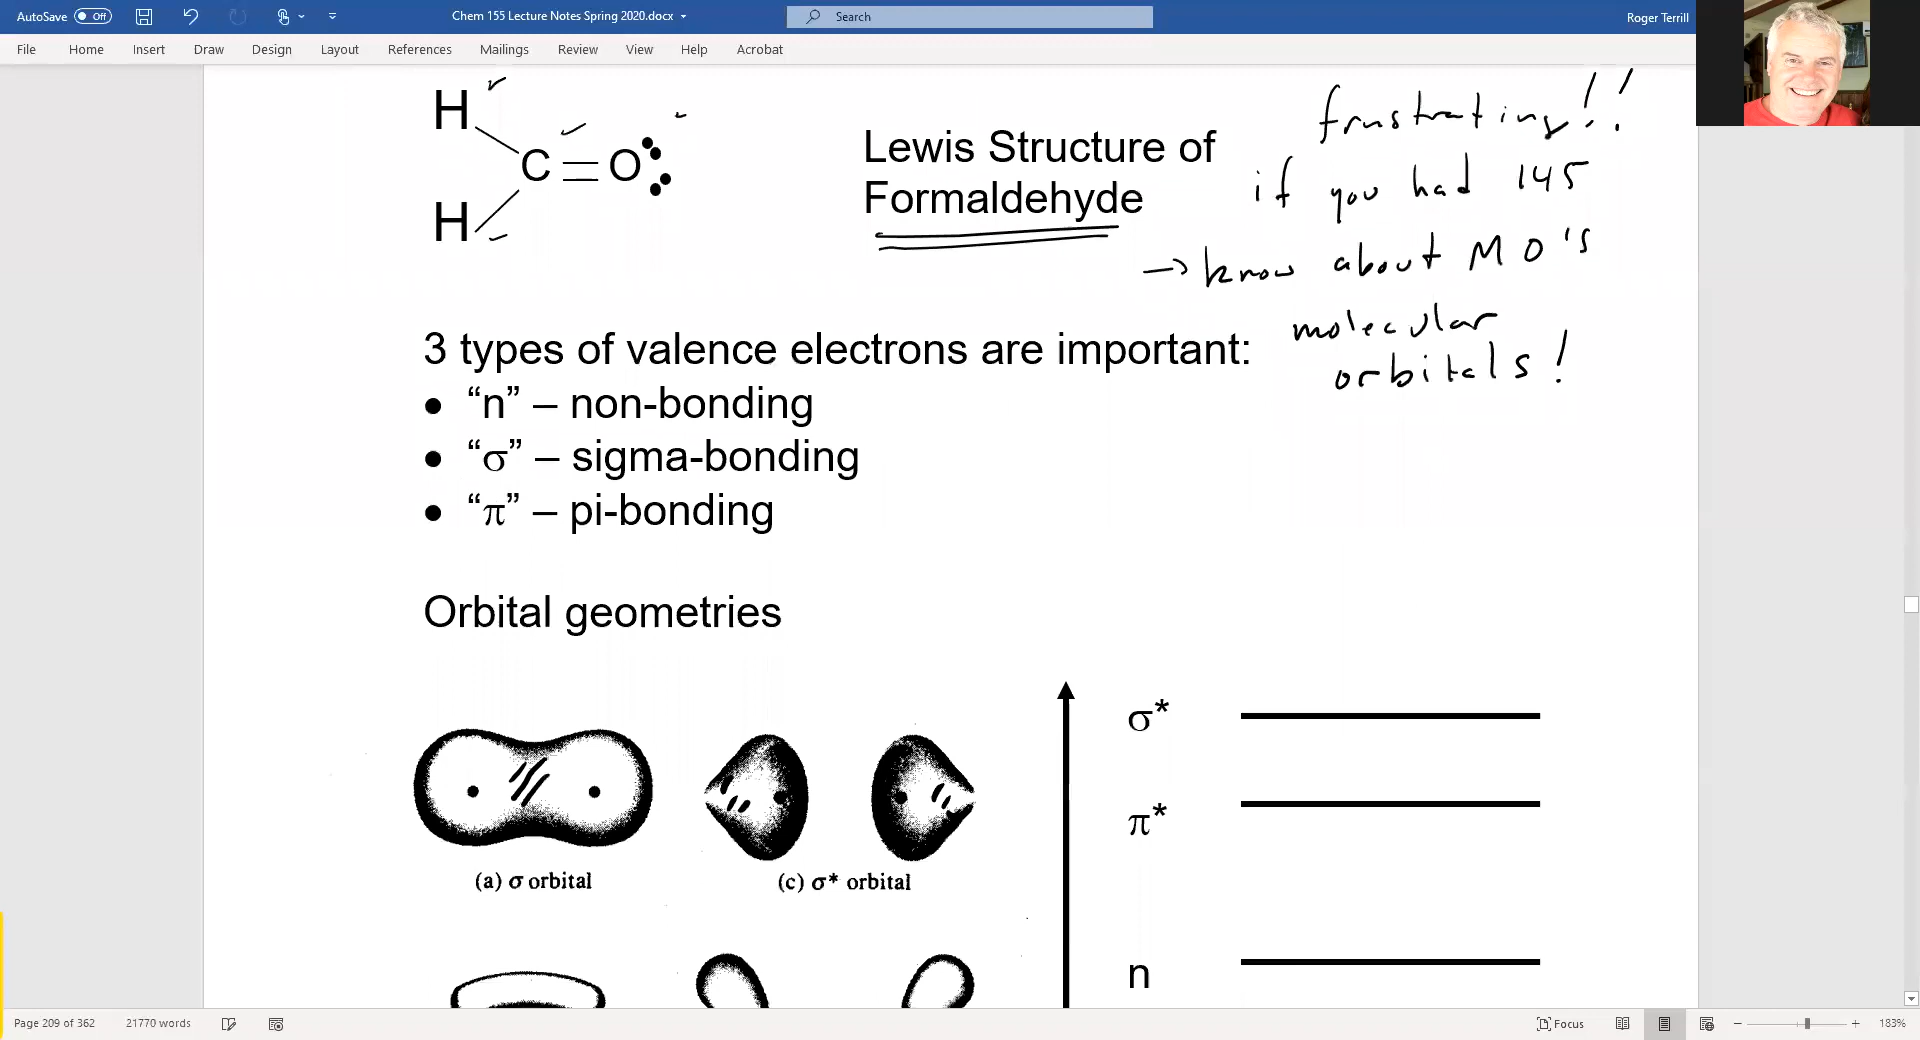 AutoSave Off
Chem 155 Lecture Notes Spring 2020.docx
Search
Roger Terrill
File Home Insert Draw Design Layout References Mailings Review View Help Acrobat
H
C = O
H
Lewis Structure of
Formaldehyde
frustrating!!
if you had 145
→ know about MO's
molecular
orbitals!
3 types of valence electrons are important:
● “n” – non-bonding
● “σ” – sigma-bonding
● “π” – pi-bonding
Orbital geometries
(a) σ orbital
(c) σ* orbital
σ*
π*
n
Page 209 of 362 21770 words
Focus
183%